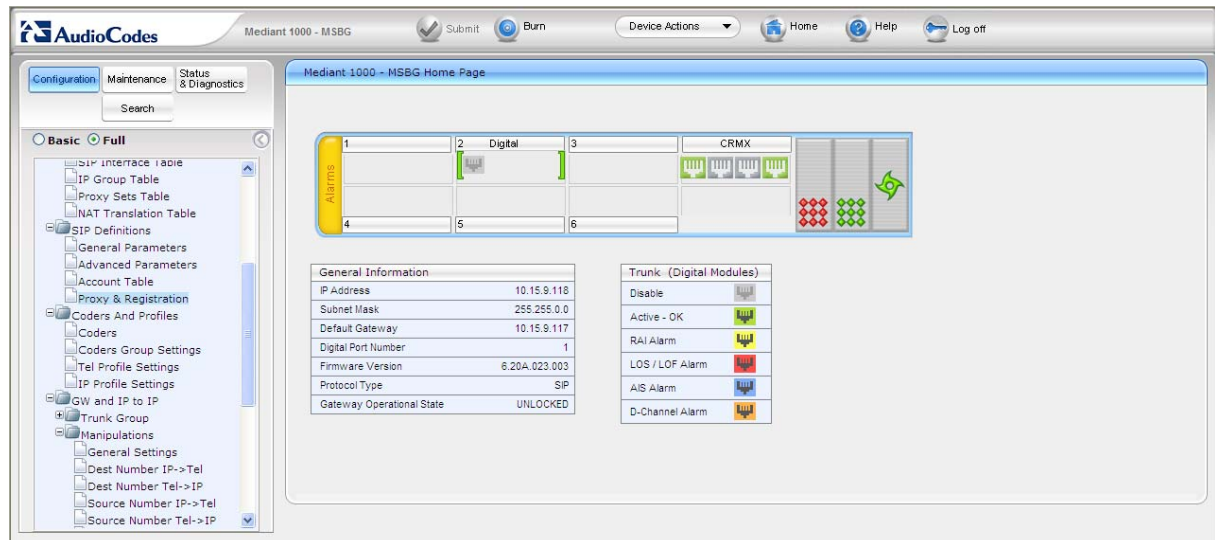 AudioCodes
Mediant 1000 - MSBG
Submit
Burn
Device Actions
Home
Help
Log off
Configuration
Maintenance
Status
& Diagnostics
Search
Basic
Full
SIP Interface Table
IP Group Table
Proxy Sets Table
NAT Translation Table
SIP Definitions
General Parameters
Advanced Parameters
Account Table
Proxy & Registration
Coders And Profiles
Coders
Coders Group Settings
Tel Profile Settings
IP Profile Settings
GW and IP to IP
Trunk Group
Manipulations
General Settings
Dest Number IP->Tel
Dest Number Tel->IP
Source Number IP->Tel
Source Number Tel->IP
Mediant 1000 - MSBG Home Page
Alarms
1
2 Digital
3
CRMX
4
5
6
General Information
IP Address 10.15.9.118
Subnet Mask 255.255.0.0
Default Gateway 10.15.9.117
Digital Port Number 1
Firmware Version 6.20A.023.003
Protocol Type SIP
Gateway Operational State UNLOCKED
Trunk (Digital Modules)
Disable
Active - OK
RAI Alarm
LOS / LOF Alarm
AIS Alarm
D-Channel Alarm